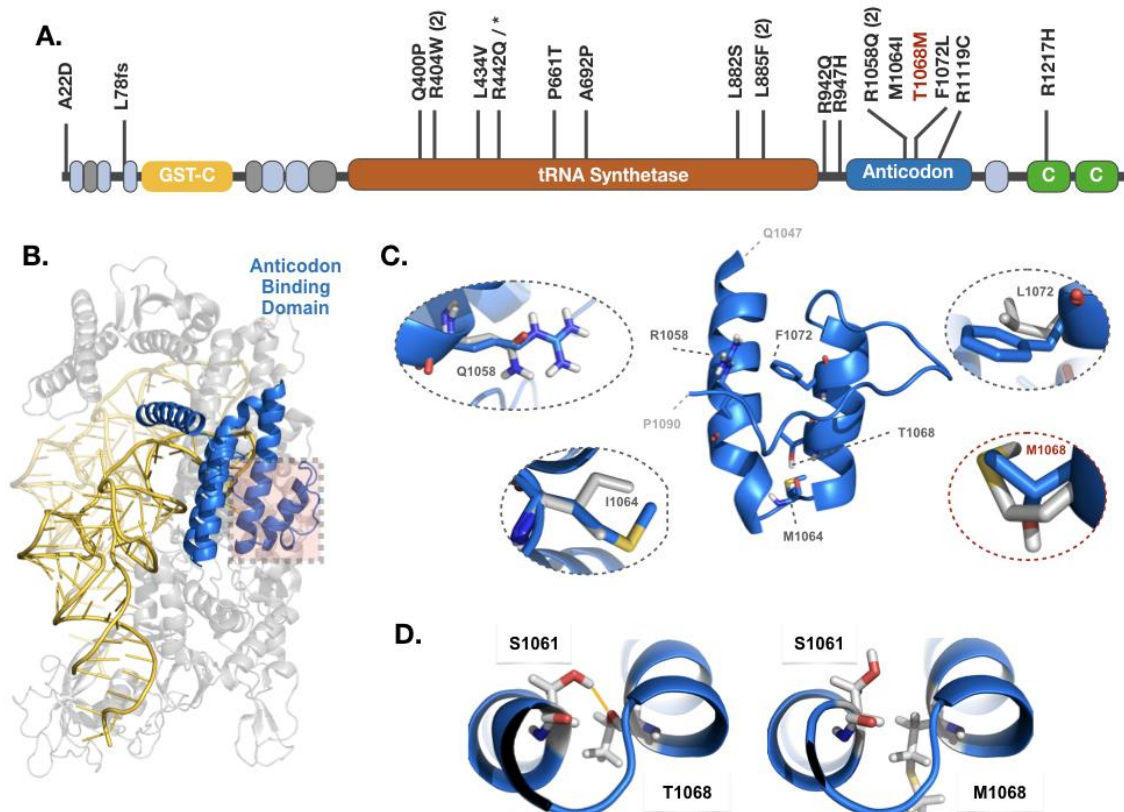 A.
A22D
L78fs
Q400P
R404W (2)
L434V
R442Q / *
P661T
A692P
L882S
L885F (2)
R942Q
R947H
R1058Q (2)
M1064I
T1068M
F1072L
R1119C
R1217H
GST-C
tRNA Synthetase
Anticodon
C
C
B.
Anticodon
Binding
Domain
C.
Q1047
R1058
F1072
Q1058
L1072
P1090
T1068
M1068
I1064
M1064
D.
S1061
S1061
T1068
M1068